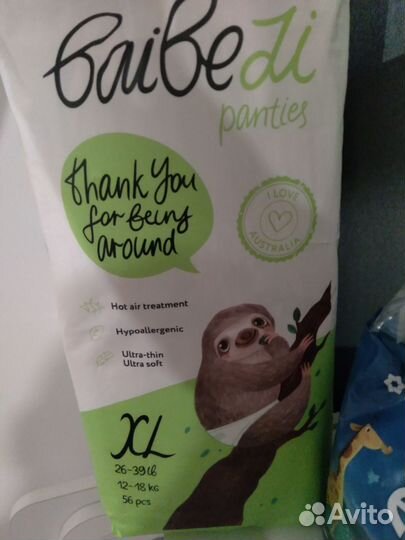 BaiBeJi
panties
Thank You
for Being
around
I LOVE
AUSTRALIA
Hot air treatment
Hypoallergenic
Ultra-thin
Ultra soft
XL
26-39 lb
12-18 kg
56 pcs
Avito